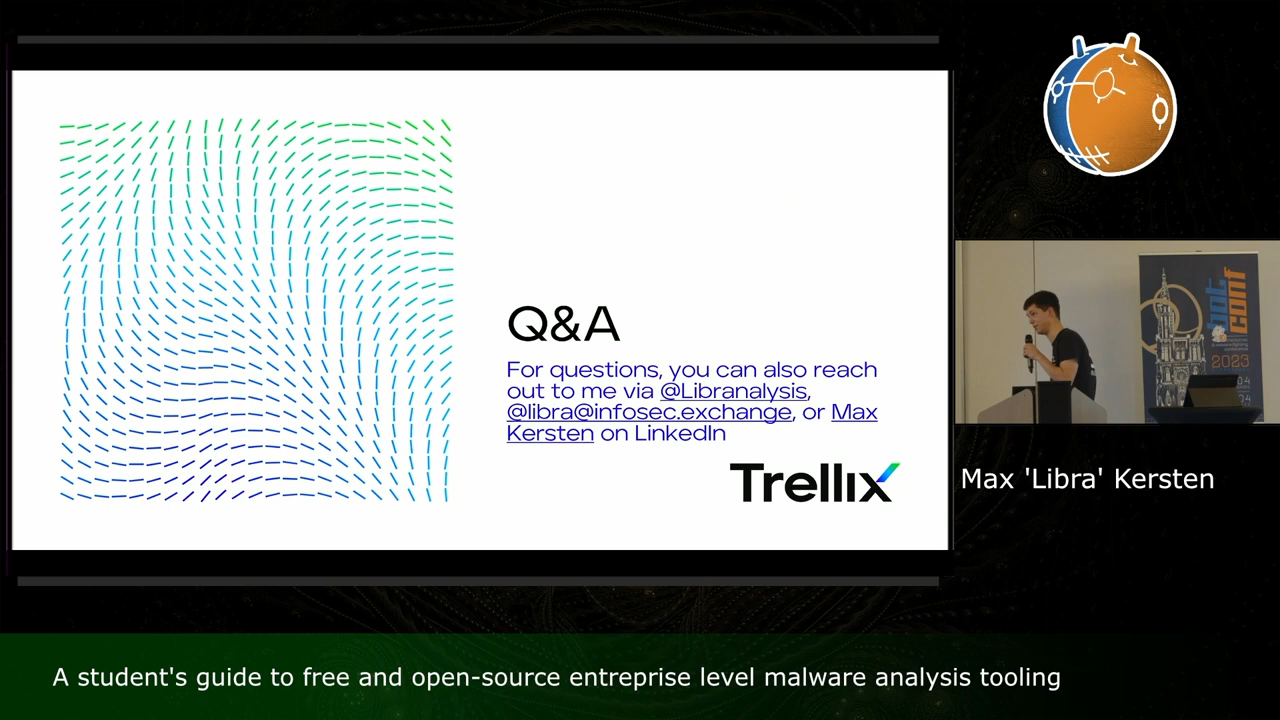 Q&A
For questions, you can also reach
out to me via @Libranalysis,
@libra@infosec.exchange, or Max
Kersten on LinkedIn
Trellix
conf
2023
Max 'Libra' Kersten
A student's guide to free and open-source entreprise level malware analysis tooling